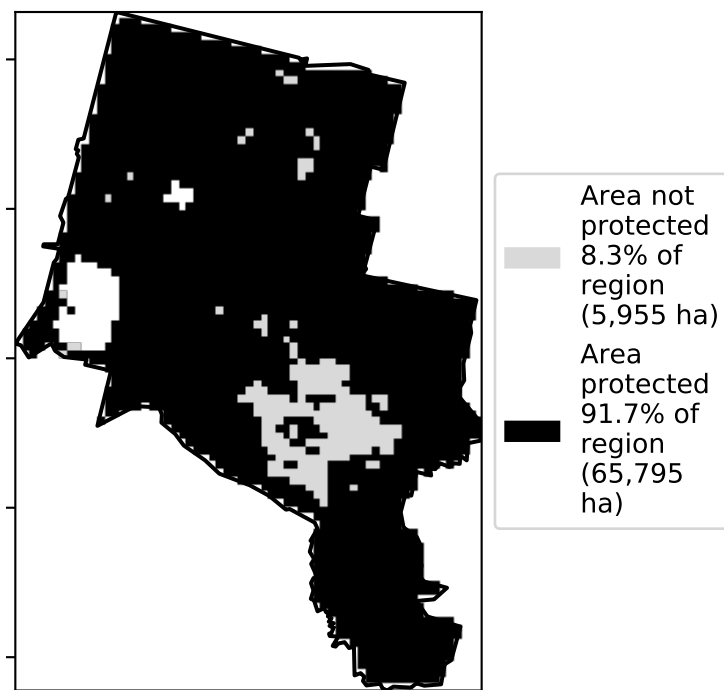 Area not
protected
8.3% of
region
(5,955 ha)
Area
protected
91.7% of
region
(65,795
ha)